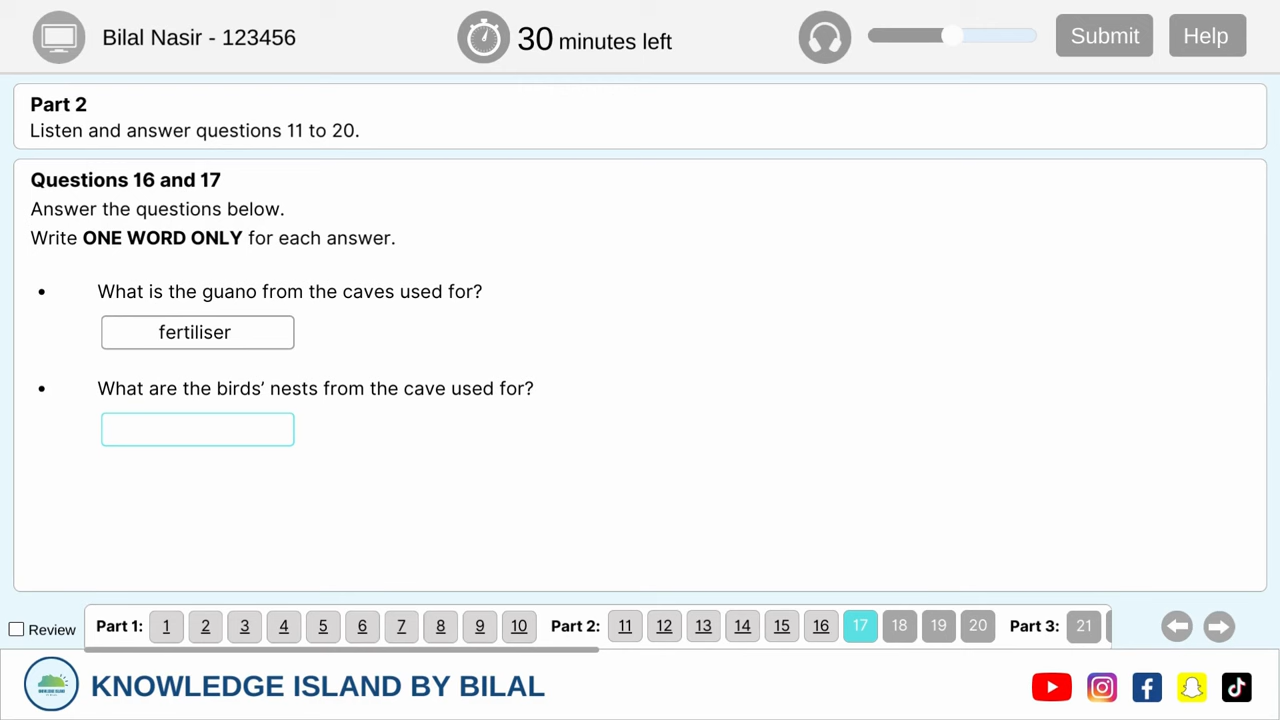 Bilal Nasir - 123456
30 minutes left
Submit
Help
Part 2
Listen and answer questions 11 to 20.
Questions 16 and 17
Answer the questions below.
Write ONE WORD ONLY for each answer.
• What is the guano from the caves used for?
fertiliser
• What are the birds’ nests from the cave used for?
Review
Part 1: 1 2 3 4 5 6 7 8 9 10 Part 2: 11 12 13 14 15 16 17 18 19 20 Part 3: 21
KNOWLEDGE ISLAND BY BILAL